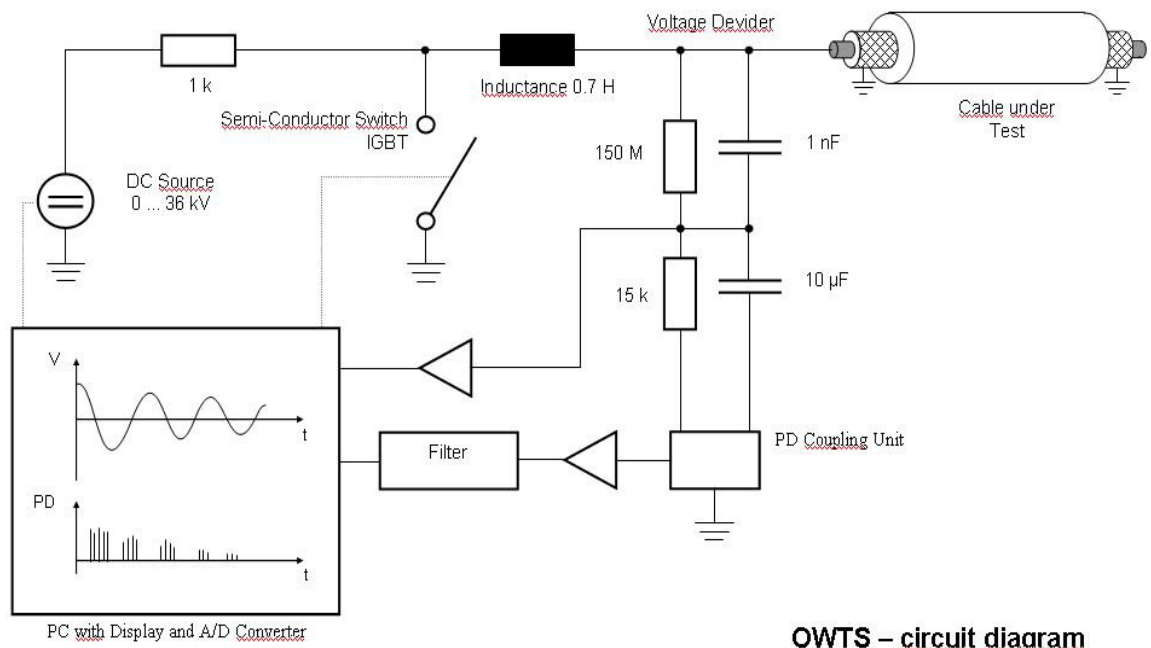 Voltage Devider
1 k
Inductance 0.7 H
Semi-Conductor Switch
IGBT
Cable under
Test
150 M
1 nF
DC Source
0 ... 36 kV
15 k
10 µF
V
t
PD Coupling Unit
Filter
PD
t
PC with Display and A/D Converter
OWTS – circuit diagram